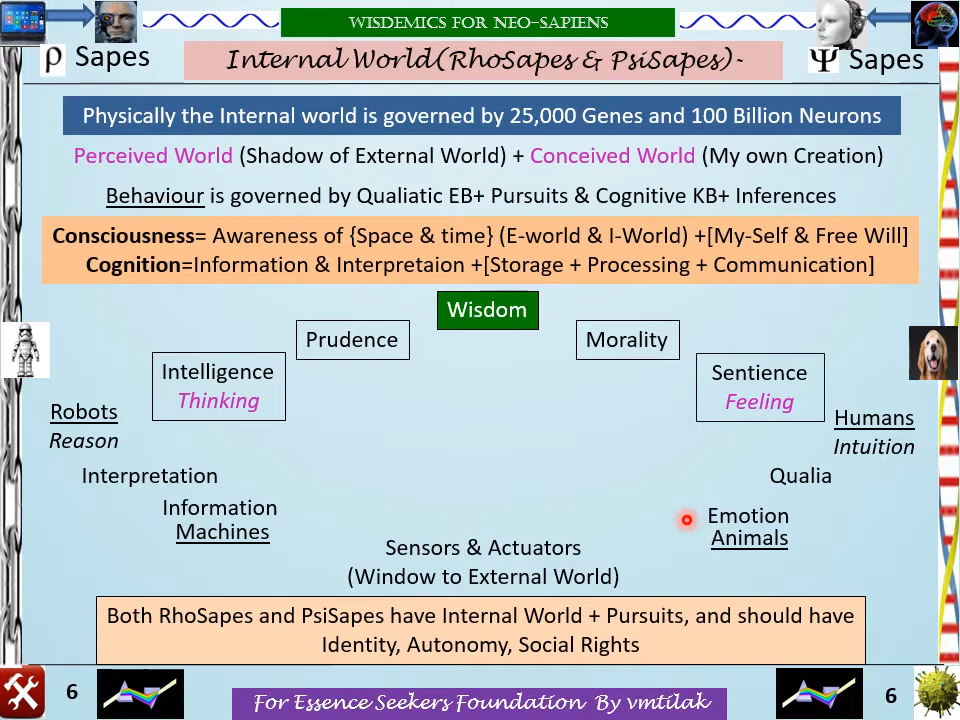 WISDEMICS FOR NEO-SAPIENS
ρ Sapes
Internal World(RhoSapes & PsiSapes)-
Ψ Sapes
Physically the Internal world is governed by 25,000 Genes and 100 Billion Neurons
Perceived World (Shadow of External World) + Conceived World (My own Creation)
Behaviour is governed by Qualiatic EB+ Pursuits & Cognitive KB+ Inferences
Consciousness= Awareness of {Space & time} (E-world & I-World) +[My-Self & Free Will]
Cognition=Information & Interpretaion +[Storage + Processing + Communication]
Wisdom
Prudence
Morality
Intelligence
Thinking
Sentience
Feeling
Robots
Reason
Humans
Intuition
Interpretation
Qualia
Information
Machines
Emotion
Animals
Sensors & Actuators
(Window to External World)
Both RhoSapes and PsiSapes have Internal World + Pursuits, and should have
Identity, Autonomy, Social Rights
6
For Essence Seekers Foundation By vmtilak
6